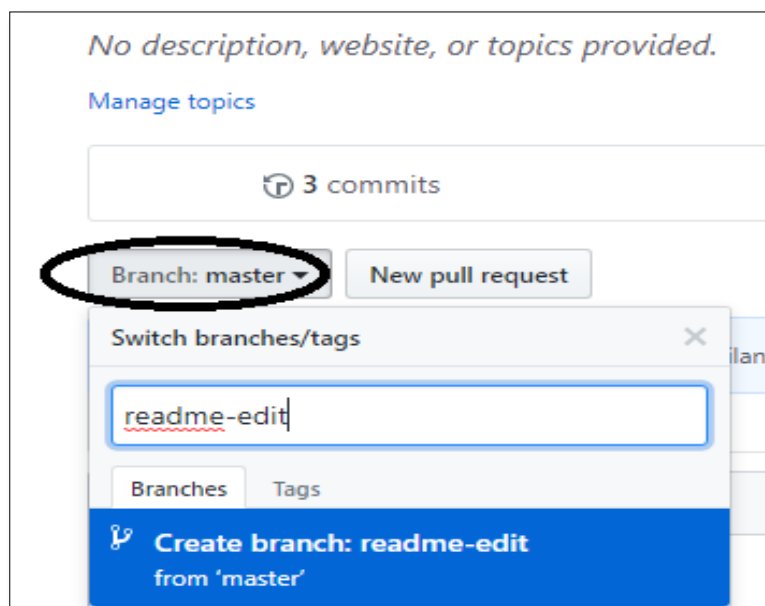 No description, website, or topics provided.
Manage topics
3 commits
Branch: master New pull request
Switch branches/tags
readme-edit
Branches Tags
Create branch: readme-edit
from ‘master’